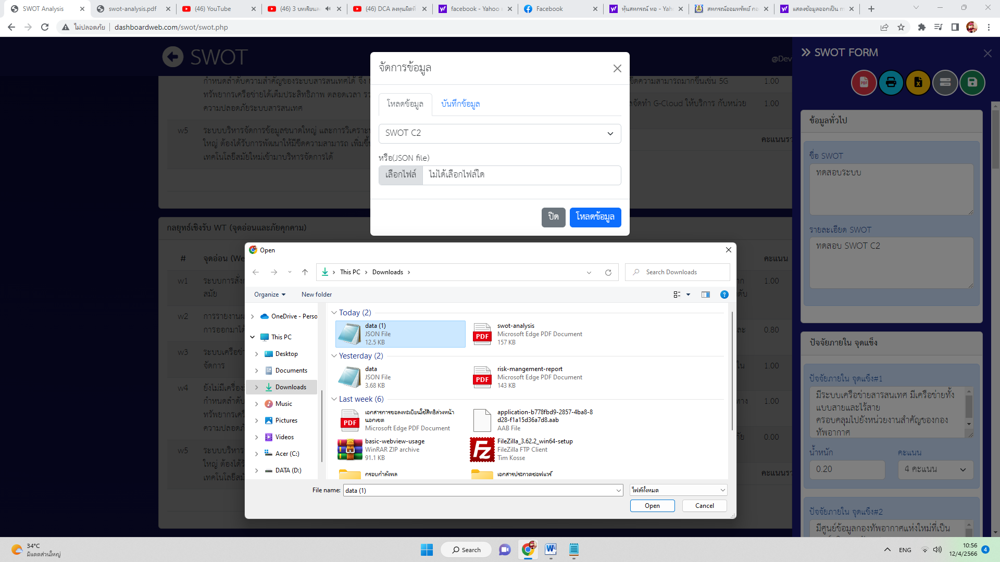 SWOT Analysis
swot-analysis.pdf
(46) YouTube
(46) 3 บทเรียนล
(46) DCA ลงทุนผิดที
facebook - Yahoo
Facebook
หุ้นสหกรณ์ ทอ - Yah
สหกรณ์ออมทรัพย์ กอ
แสดงข้อมูลออกเป็น m
ไม่ปลอดภัย
dashboardweb.com/swot/swot.php
SWOT
@Dev
SWOT FORM
จัดการข้อมูล
โหลดข้อมูล
บันทึกข้อมูล
SWOT C2
หรือ(JSON file)
เลือกไฟล์ ไม่ได้เลือกไฟล์ใด
ปิด
โหลดข้อมูล
กำหนดลำดับความสำคัญของระบบสารสนเทศได้ จึง
ขีดความสามารถมากขึ้นเช่น 5G
1.00
ทรัพยากรเครือข่ายได้เต็มประสิทธิภาพ ตลอดเวลา
ความปลอดภัยระบบสารสนเทศ
ลจัดทำ G-Cloud ให้บริการ กับหน่วย
1.00
w5
ระบบบริหารจัดการข้อมูลขนาดใหญ่ และการวิเคราะห
ใหญ่ ต้องได้รับการพัฒนาให้มีขีดความสามารถ เพิ่มขึ้
เทคโนโลยีสมัยใหม่เข้ามาบริหารจัดการได้
คะแนนรว
กลยุทธ์เชิงรับ WT (จุดอ่อนและภัยคุกคาม)
#
จุดอ่อน (We
คะแนน
w1
ระบบการสั่งก
สมัย
1.00
w2
การรายงานผ
การออกมาได้
0.80
w3
ระบบเครือข่า
จัดการ
1.00
w4
ยังไม่มีเครื่องม
กำหนดลำดับ
ทรัพยากรเครื
ความปลอดภั
1.00
0.00
w5
ระบบบริหาร
ใหญ่ ต้องได้รั
เทคโนโลยีสมั
คะแนนรว
Open
This PC
Downloads
Search Downloads
Organize
New folder
OneDrive - Perso
This PC
Desktop
Documents
Downloads
Music
Pictures
Videos
Acer (C:)
DATA (D:)
Today (2)
data (1)
JSON File
12.5 KB
swot-analysis
Microsoft Edge PDF Document
157 KB
Yesterday (2)
data
JSON File
3.68 KB
risk-mangement-report
Microsoft Edge PDF Document
143 KB
Last week (6)
เอกสารการขอลงทะเบียนใช้สิทธิล่วงหน้า
นอกเขต
Microsoft Edge PDF Document
application-b778fbd9-2857-4ba8-8
d28-f1a15d36a7d8.aab
AAB File
basic-webview-usage
WinRAR ZIP archive
91.1 KB
FileZilla_3.62.2_win64-setup
FileZilla FTP Client
Tim Kosse
กรอบกำลังพล
เอกสารประกวดซอฟแวร์
File name:
data (1)
ไฟล์ทั้งหมด
Open
Cancel
ข้อมูลทั่วไป
ชื่อ SWOT
ทดสอบระบบ
รายละเอียด SWOT
ทดสอบ SWOT C2
ปัจจัยภายใน จุดแข็ง
ปัจจัยภายใน จุดแข็ง#1
มีระบบเครือข่ายสารสนเทศ มีเครือข่ายทั้ง
แบบสายและไร้สาย
ครอบคลุมไปยังหน่วยงานสำคัญของกอง
ทัพอากาศ
น้ำหนัก
คะแนน
0.20
4 คะแนน
ปัจจัยภายใน จุดแข็ง#2
มีศูนย์ข้อมูลกองทัพอากาศแห่งใหม่ที่เป็น
34°C
มีแดดส่วนใหญ่
Search
ENG
10:56
12/4/2566
4